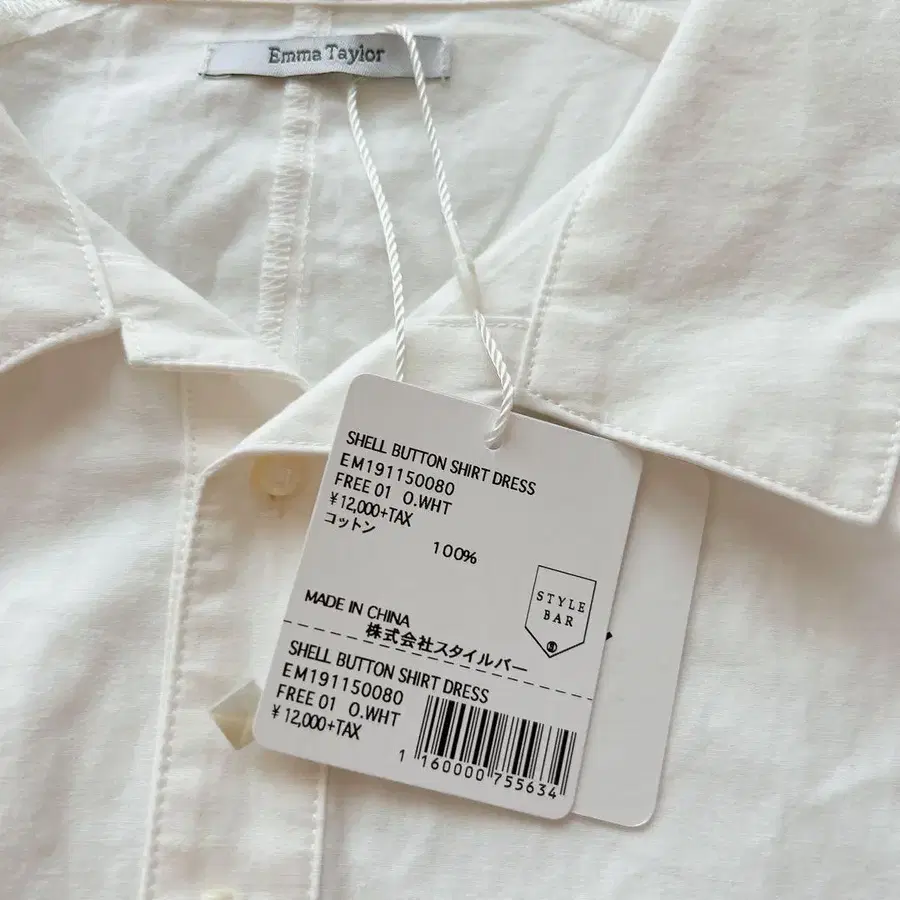 Emma Taylor
SHELL BUTTON SHIRT DRESS
EM191150080
FREE 01 O.WHT
¥12,000+TAX
コットン
100%
STYLE
BAR
MADE IN CHINA
株式会社スタイルバー
SHELL BUTTON SHIRT DRESS
EM191150080
FREE 01 O.WHT
¥12,000+TAX
1 160000 755634